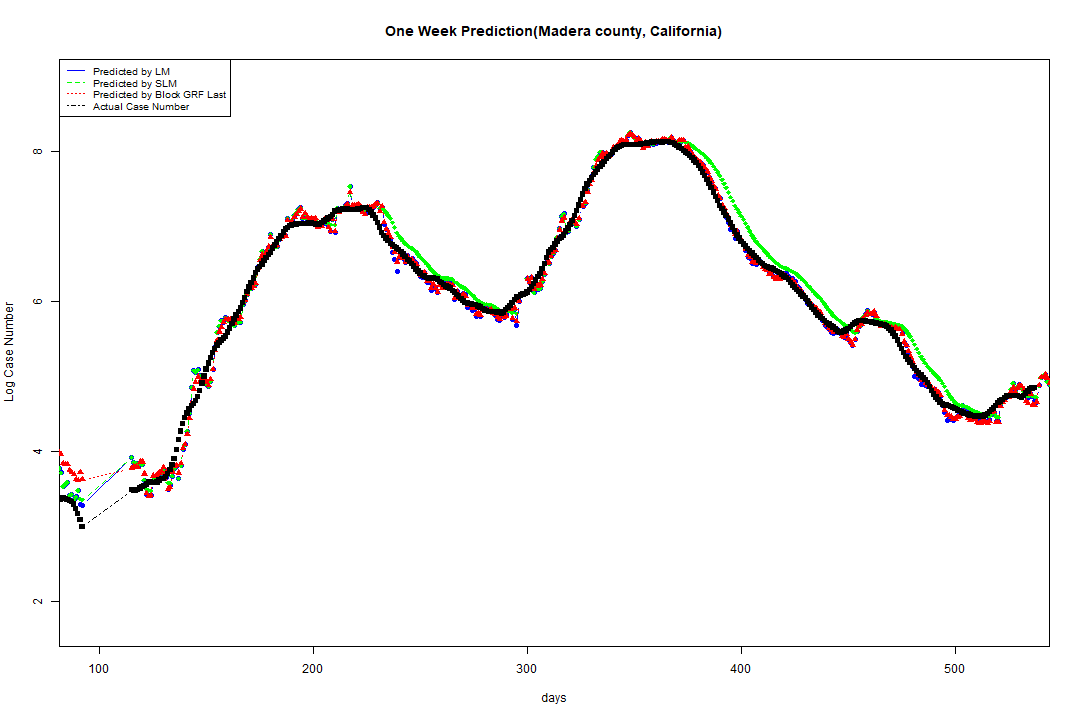 One Week Prediction(Madera county, California)
Predicted by LM
Predicted by SLM
Predicted by Block GRF Last
Actual Case Number
8
6
4
2
Log Case Number
100 200 300 400 500
days